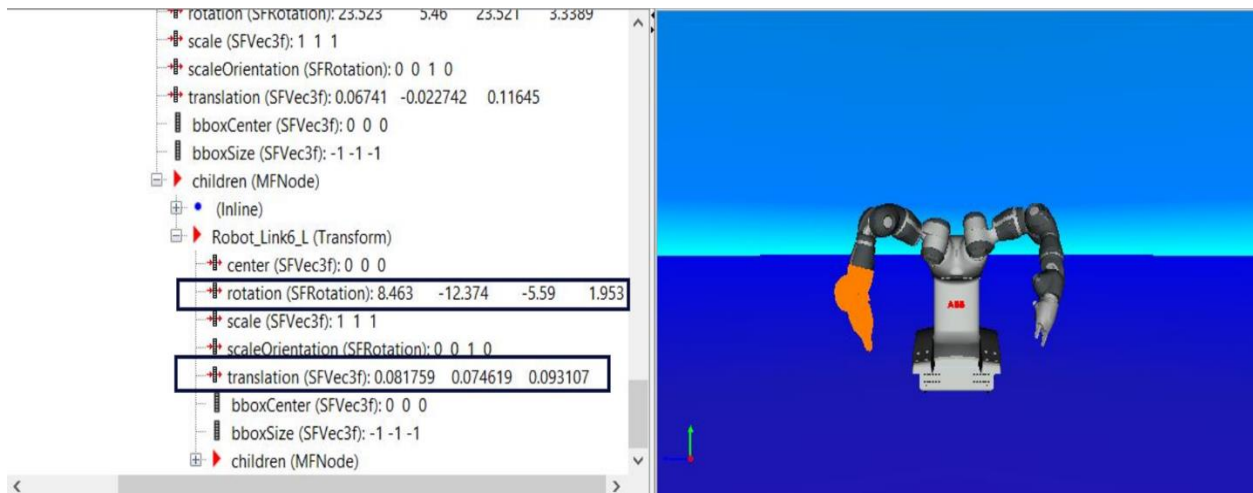 rotation (SFRotation): 23.523 5.46 23.521 3.3389
scale (SFVec3f): 1 1 1
scaleOrientation (SFRotation): 0 0 1 0
translation (SFVec3f): 0.06741 -0.022742 0.11645
bboxCenter (SFVec3f): 0 0 0
bboxSize (SFVec3f): -1 -1 -1
children (MFNode)
(Inline)
Robot_Link6_L (Transform)
center (SFVec3f): 0 0 0
rotation (SFRotation): 8.463 -12.374 -5.59 1.953
scale (SFVec3f): 1 1 1
scaleOrientation (SFRotation): 0 0 1 0
translation (SFVec3f): 0.081759 0.074619 0.093107
bboxCenter (SFVec3f): 0 0 0
bboxSize (SFVec3f): -1 -1 -1
children (MFNode)
ABB